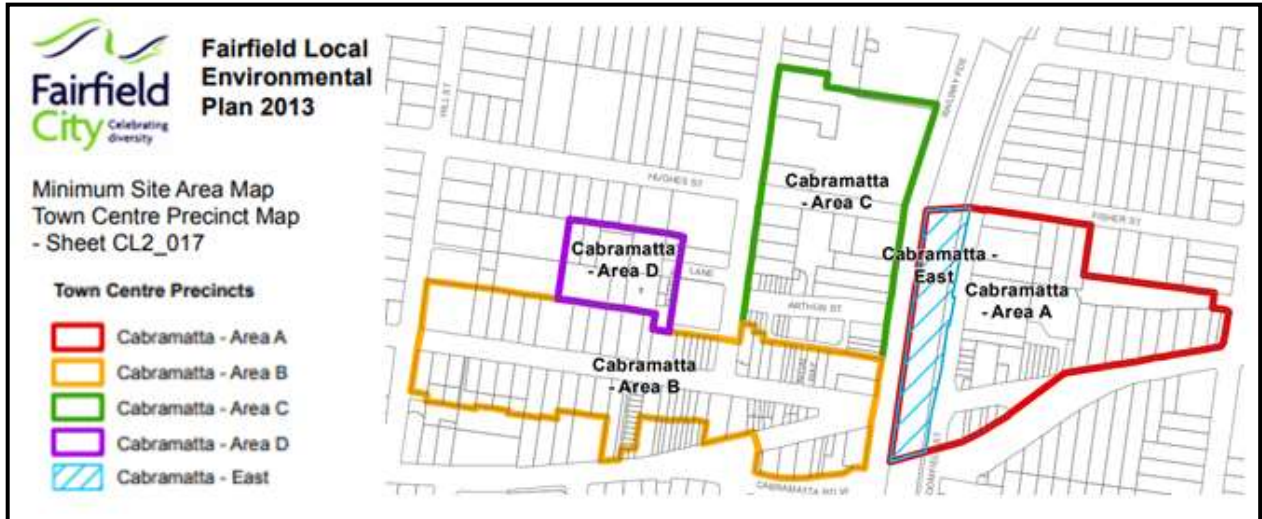 Fairfield
City Celebrating
diversity
Fairfield Local
Environmental
Plan 2013
Minimum Site Area Map
Town Centre Precinct Map
- Sheet CL2_017
Town Centre Precincts
Cabramatta - Area A
Cabramatta - Area B
Cabramatta - Area C
Cabramatta - Area D
Cabramatta - East
HILL ST
HUGHES ST
RAILWAY PDE
FISHER ST
Cabramatta
- Area C
Cabramatta
- Area D
LANE
Cabramatta -
East
Cabramatta
- Area A
ARTHUR ST
Cabramatta
- Area B